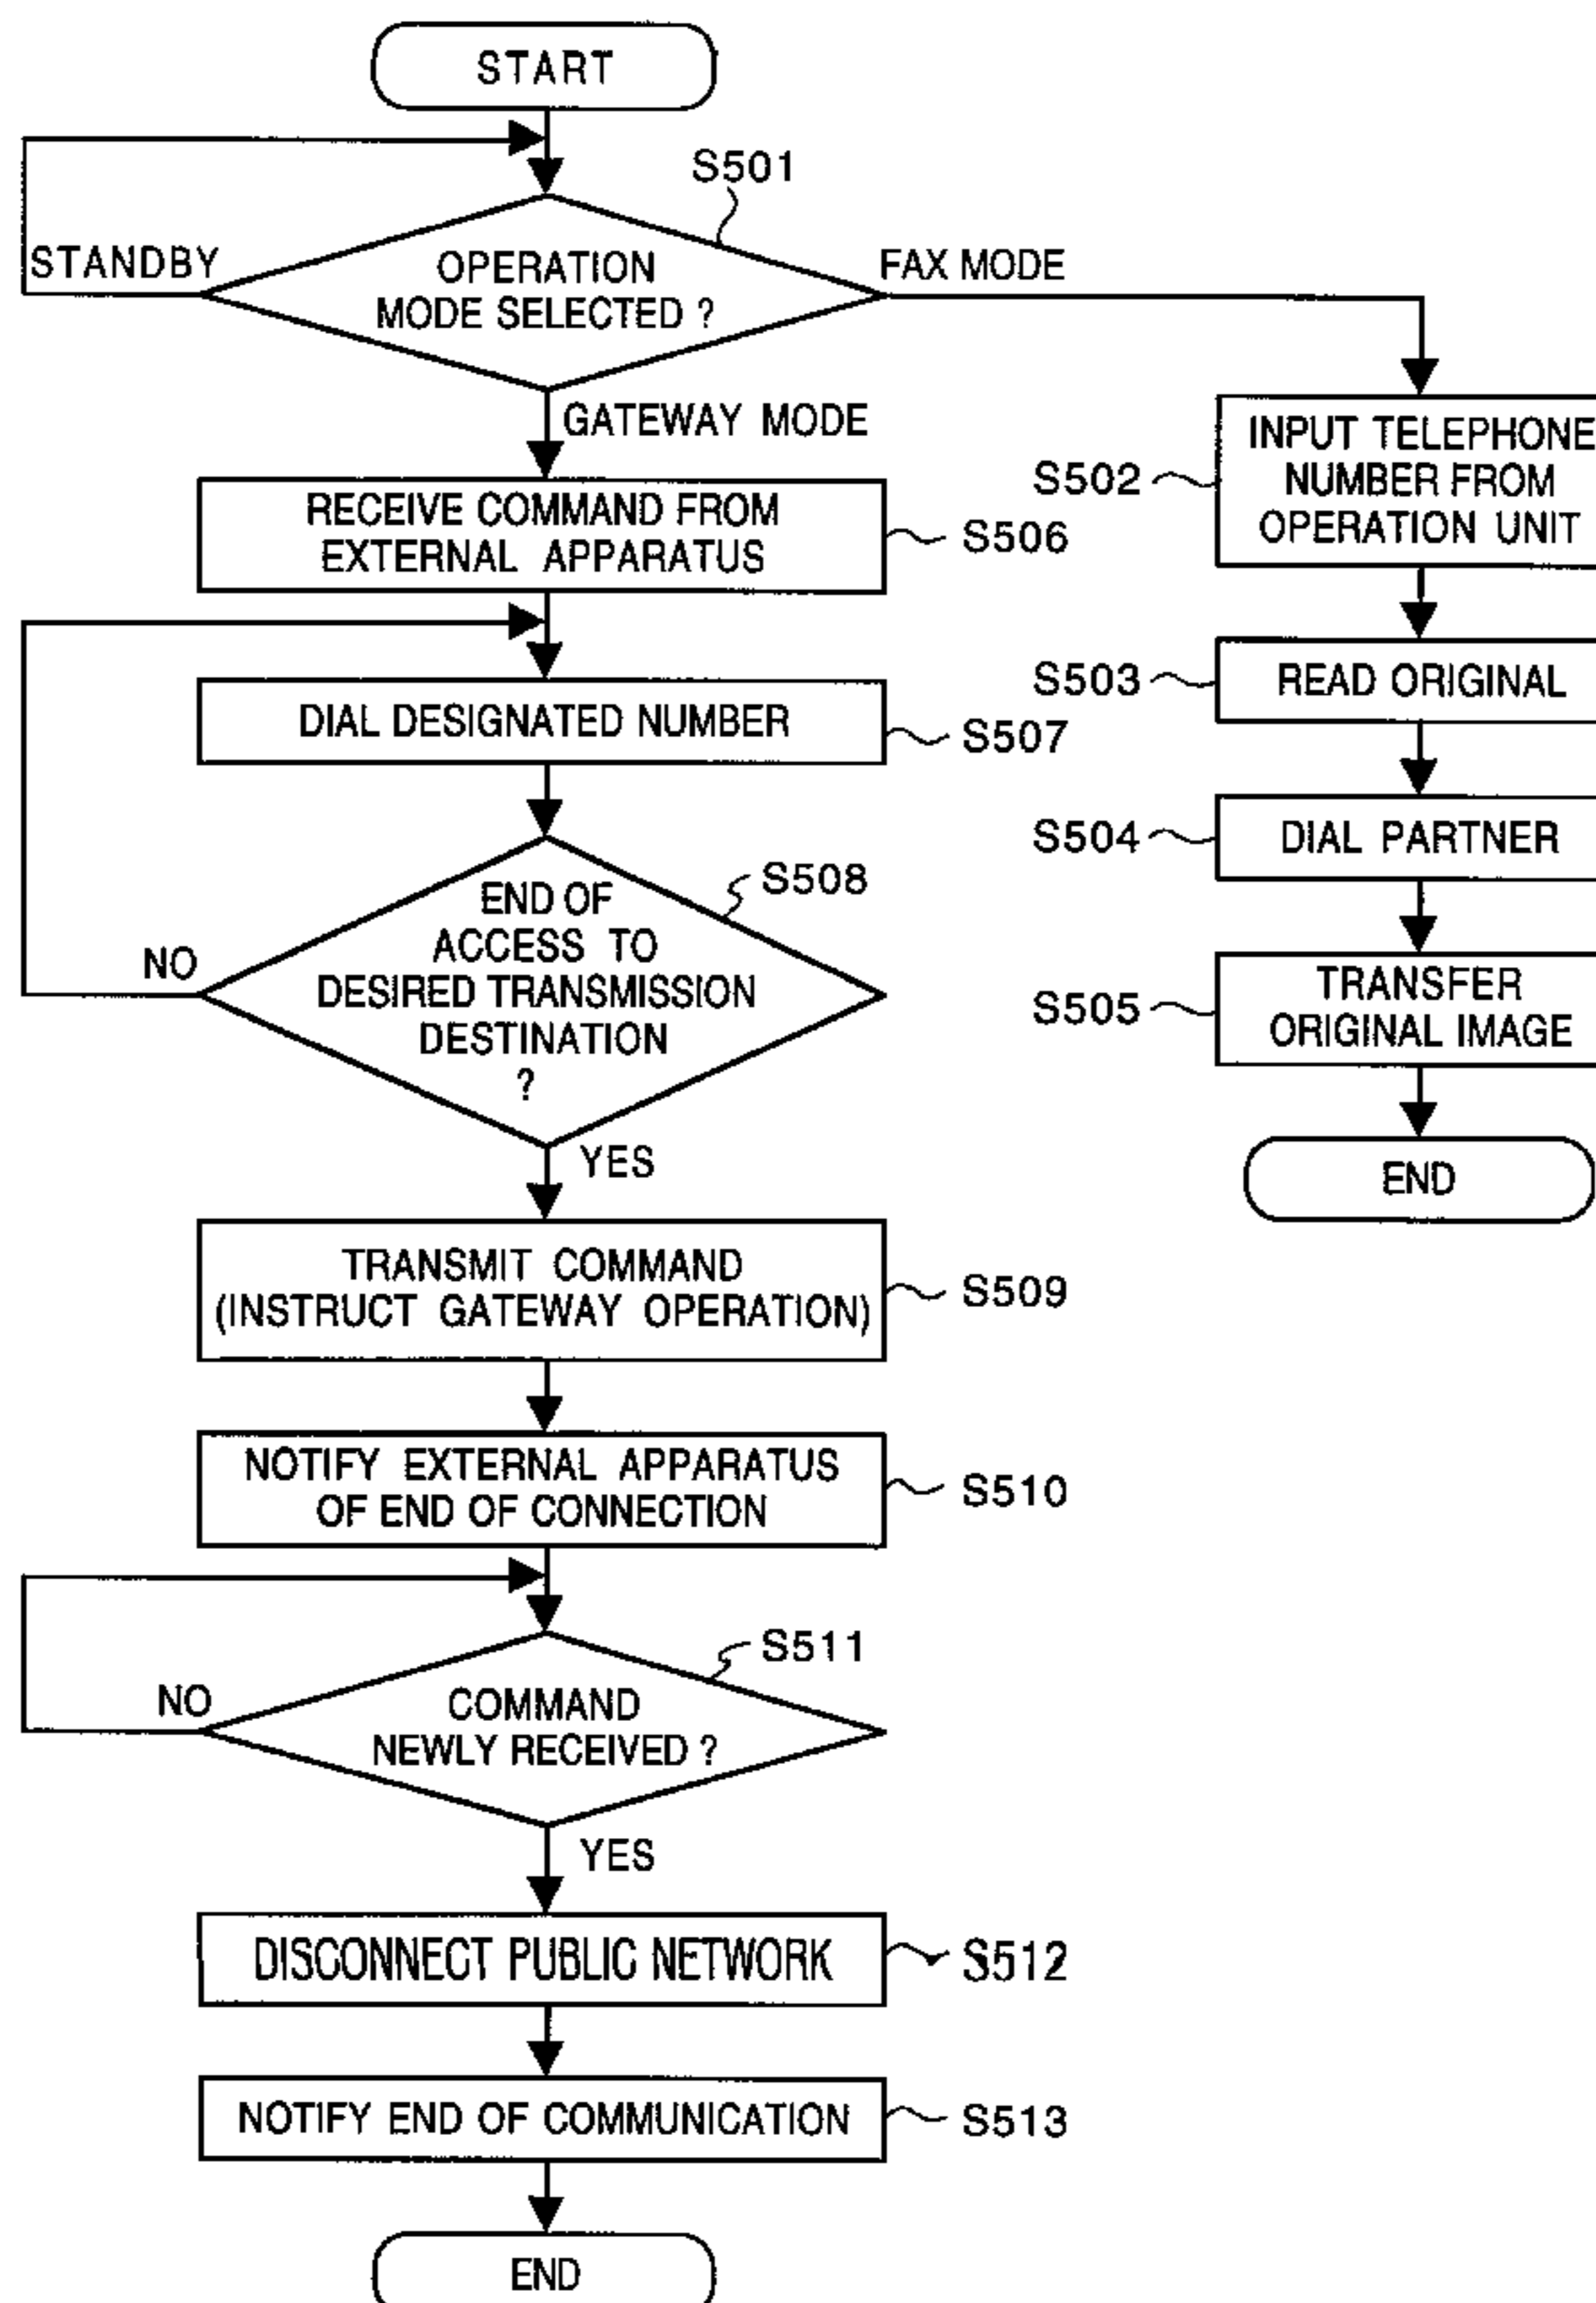 START
S501
STANDBY
OPERATION
MODE SELECTED ?
FAX MODE
GATEWAY MODE
RECEIVE COMMAND FROM
EXTERNAL APPARATUS
S506
DIAL DESIGNATED NUMBER
S507
S508
END OF
ACCESS TO
DESIRED TRANSMISSION
DESTINATION
?
NO
YES
TRANSMIT COMMAND
(INSTRUCT GATEWAY OPERATION)
S509
NOTIFY EXTERNAL APPARATUS
OF END OF CONNECTION
S510
S511
COMMAND
NEWLY RECEIVED ?
NO
YES
DISCONNECT PUBLIC NETWORK
S512
NOTIFY END OF COMMUNICATION
S513
END
S502
INPUT TELEPHONE
NUMBER FROM
OPERATION UNIT
S503
READ ORIGINAL
S504
DIAL PARTNER
S505
TRANSFER
ORIGINAL IMAGE
END